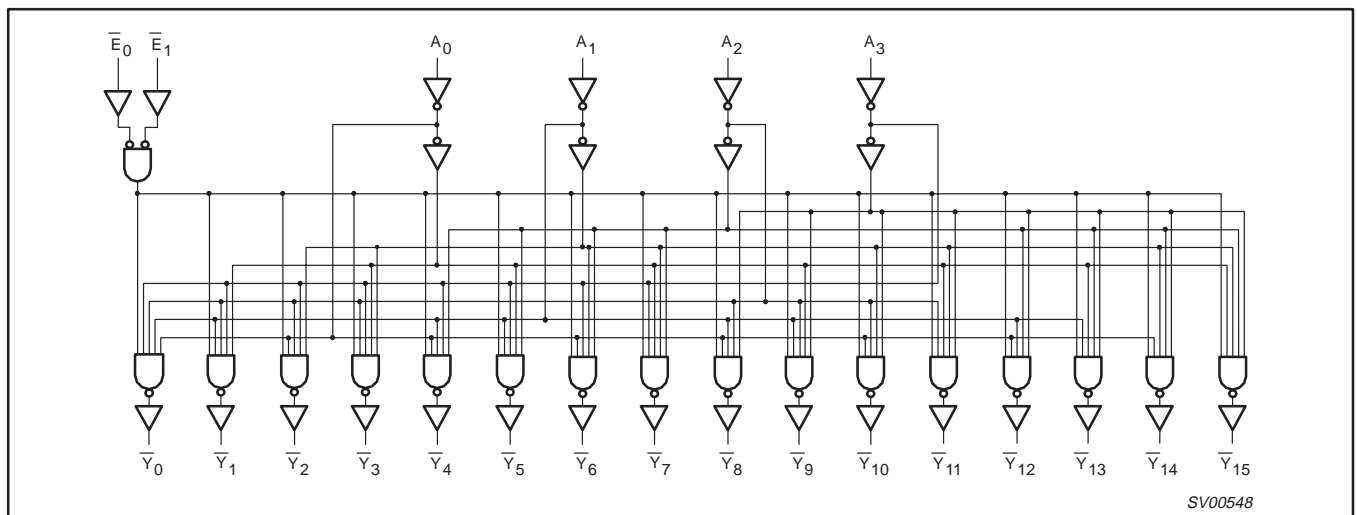 E̅0 E̅1 A0 A1 A2 A3
Y̅0 Y̅1 Y̅2 Y̅3 Y̅4 Y̅5 Y̅6 Y̅7 Y̅8 Y̅9 Y̅10 Y̅11 Y̅12 Y̅13 Y̅14 Y̅15
SV00548